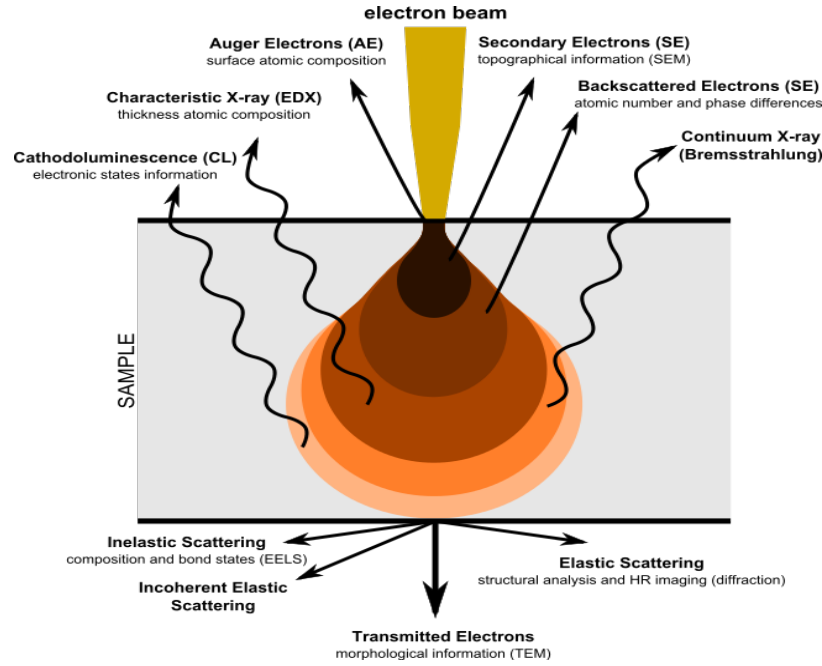 electron beam
Auger Electrons (AE)
surface atomic composition
Secondary Electrons (SE)
topographical information (SEM)
Characteristic X-ray (EDX)
thickness atomic composition
Backscattered Electrons (SE)
atomic number and phase differences
Cathodoluminescence (CL)
electronic states information
Continuum X-ray
(Bremsstrahlung)
SAMPLE
Inelastic Scattering
composition and bond states (EELS)
Incoherent Elastic
Scattering
Elastic Scattering
structural analysis and HR imaging (diffraction)
Transmitted Electrons
morphological information (TEM)